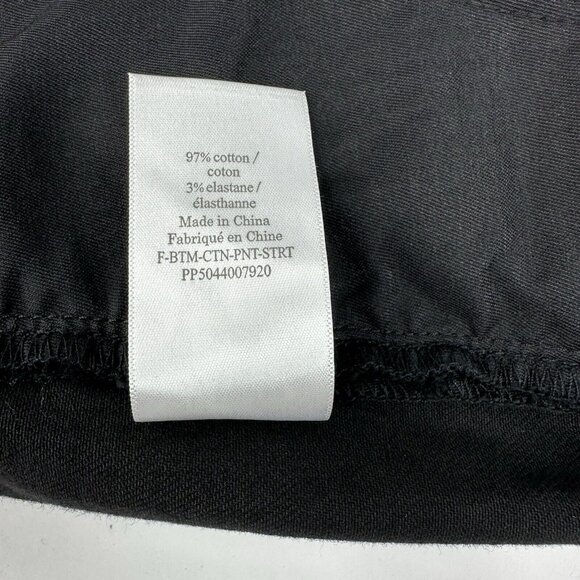 97% cotton /
coton
3% elastane /
élasthanne
Made in China
Fabriqué en Chine
F-BTM-CTN-PNT-STRT
PP5044007920